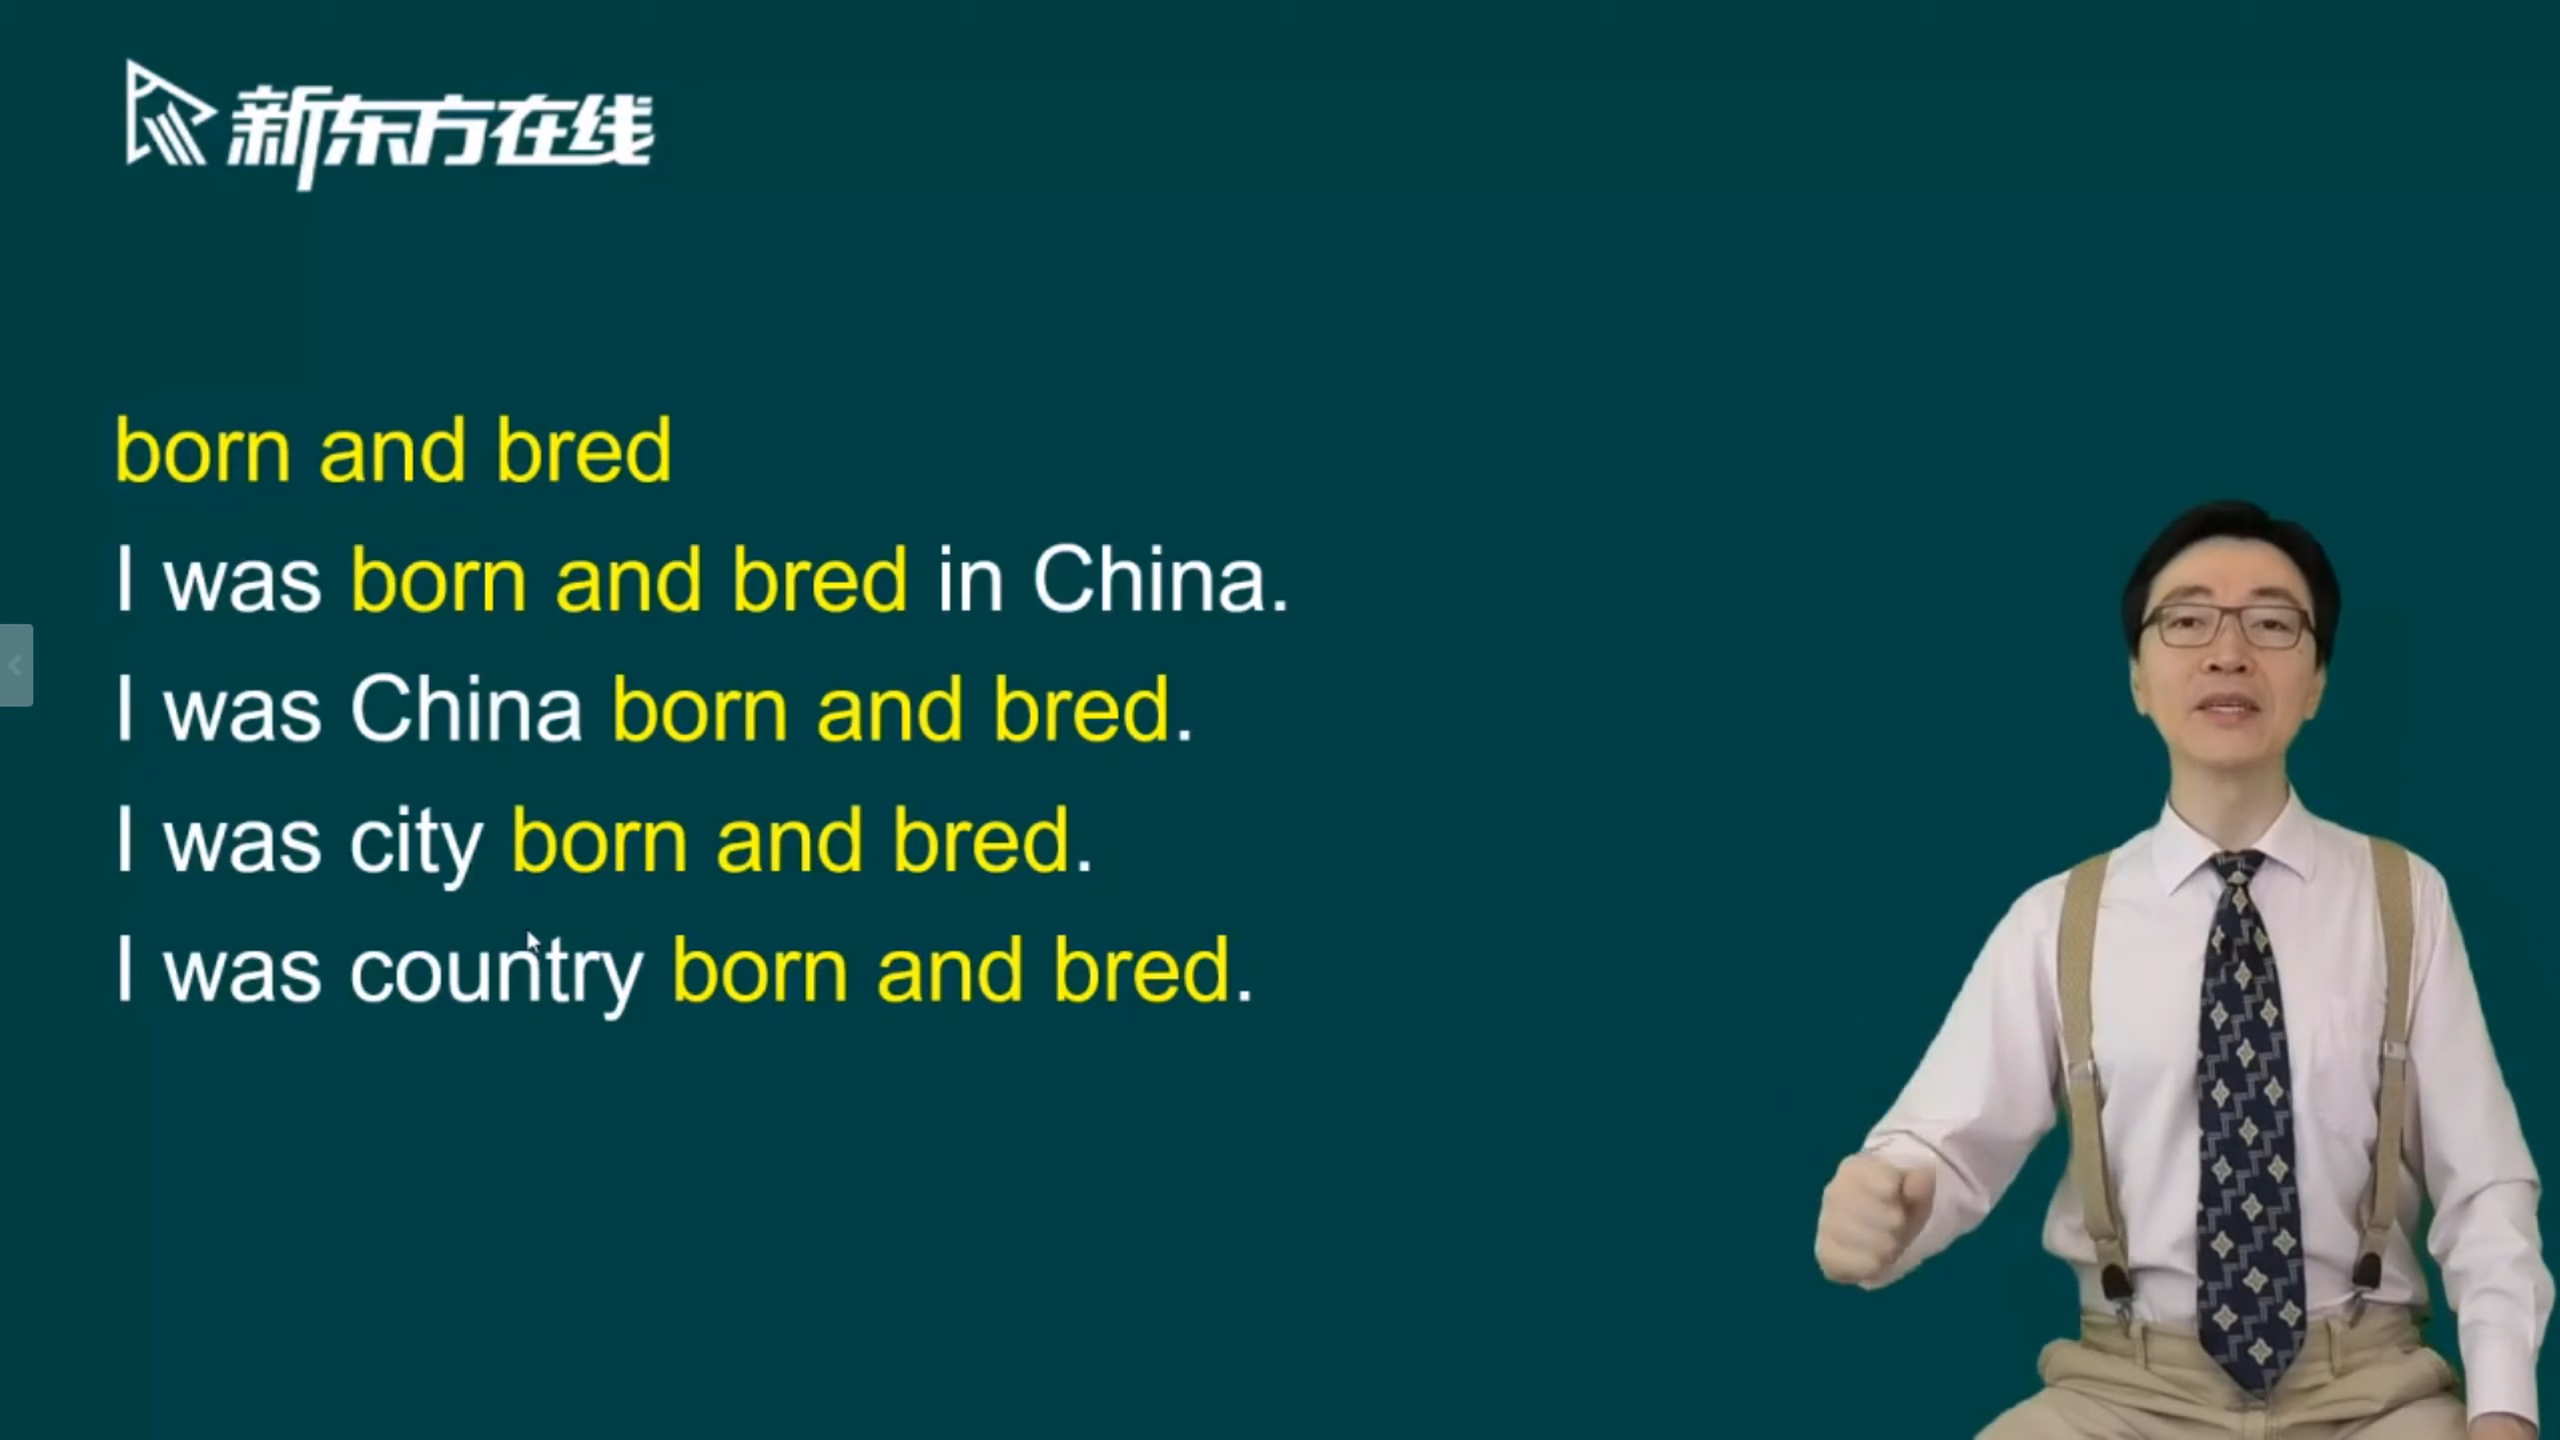 新东方在线
born and bred
I was born and bred in China.
I was China born and bred.
I was city born and bred.
I was country born and bred.